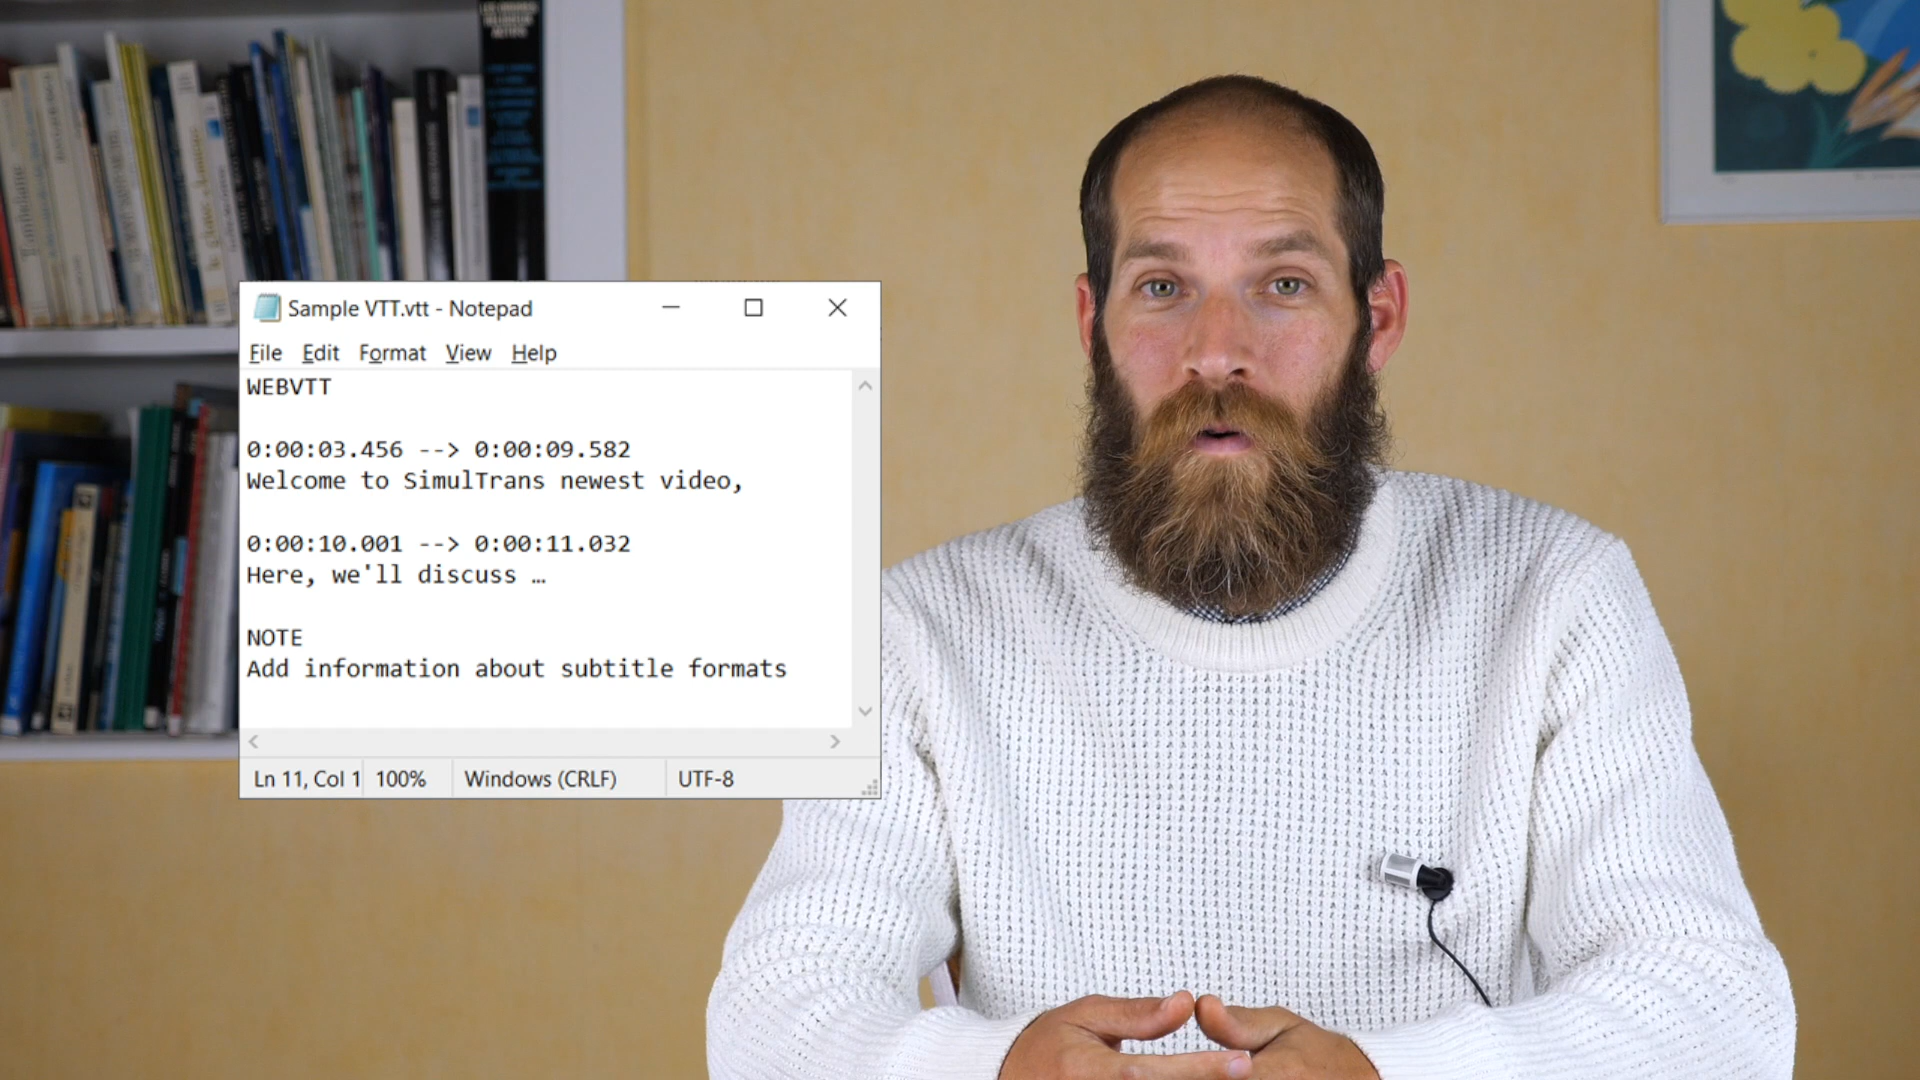 Sample VTT.vtt - Notepad
File Edit Format View Help
WEBVTT
0:00:03.456 --> 0:00:09.582
Welcome to SimulTrans newest video,
0:00:10.001 --> 0:00:11.032
Here, we'll discuss …
NOTE
Add information about subtitle formats
Ln 11, Col 1 100% Windows (CRLF) UTF-8